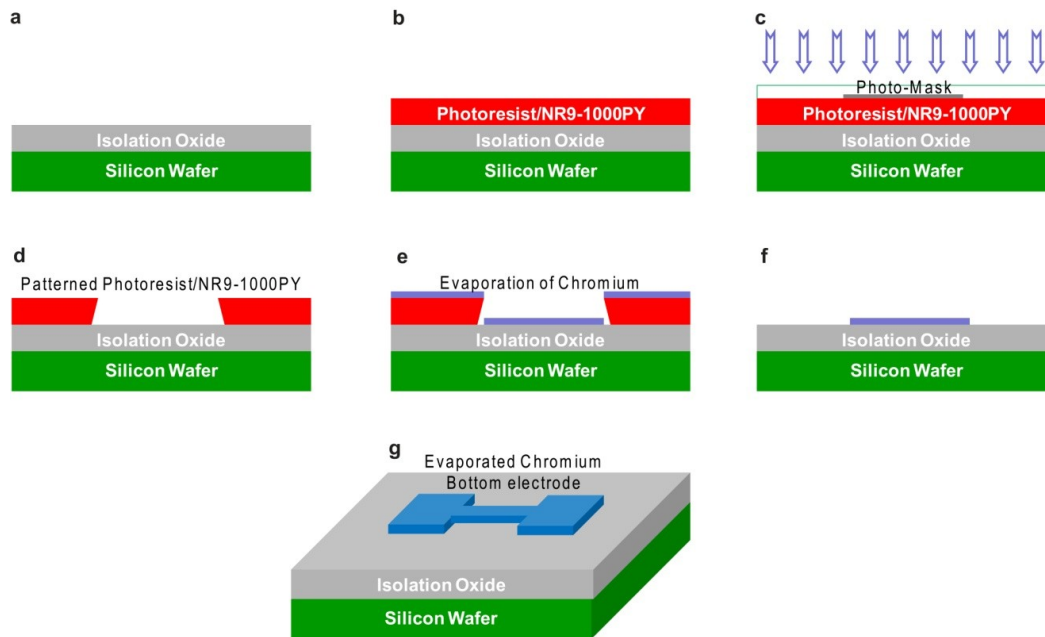 a
Isolation Oxide
Silicon Wafer
b
Photoresist/NR9-1000PY
Isolation Oxide
Silicon Wafer
c
Photo-Mask
Photoresist/NR9-1000PY
Isolation Oxide
Silicon Wafer
d
Patterned Photoresist/NR9-1000PY
Isolation Oxide
Silicon Wafer
e
Evaporation of Chromium
Isolation Oxide
Silicon Wafer
f
Isolation Oxide
Silicon Wafer
g
Evaporated Chromium
Bottom electrode
Isolation Oxide
Silicon Wafer